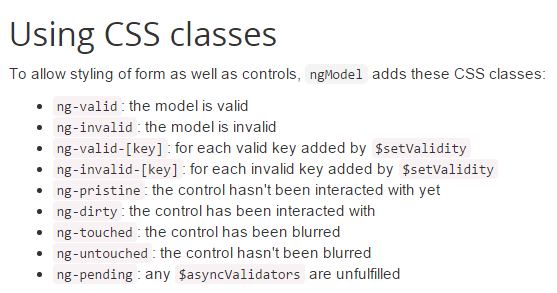 Using CSS classes
To allow styling of form as well as controls, ngModel adds these CSS classes:
• ng-valid: the model is valid
• ng-invalid: the model is invalid
• ng-valid-[key]: for each valid key added by $setValidity
• ng-invalid-[key]: for each invalid key added by $setValidity
• ng-pristine: the control hasn't been interacted with yet
• ng-dirty: the control has been interacted with
• ng-touched: the control has been blurred
• ng-untouched: the control hasn't been blurred
• ng-pending: any $asyncValidators are unfulfilled